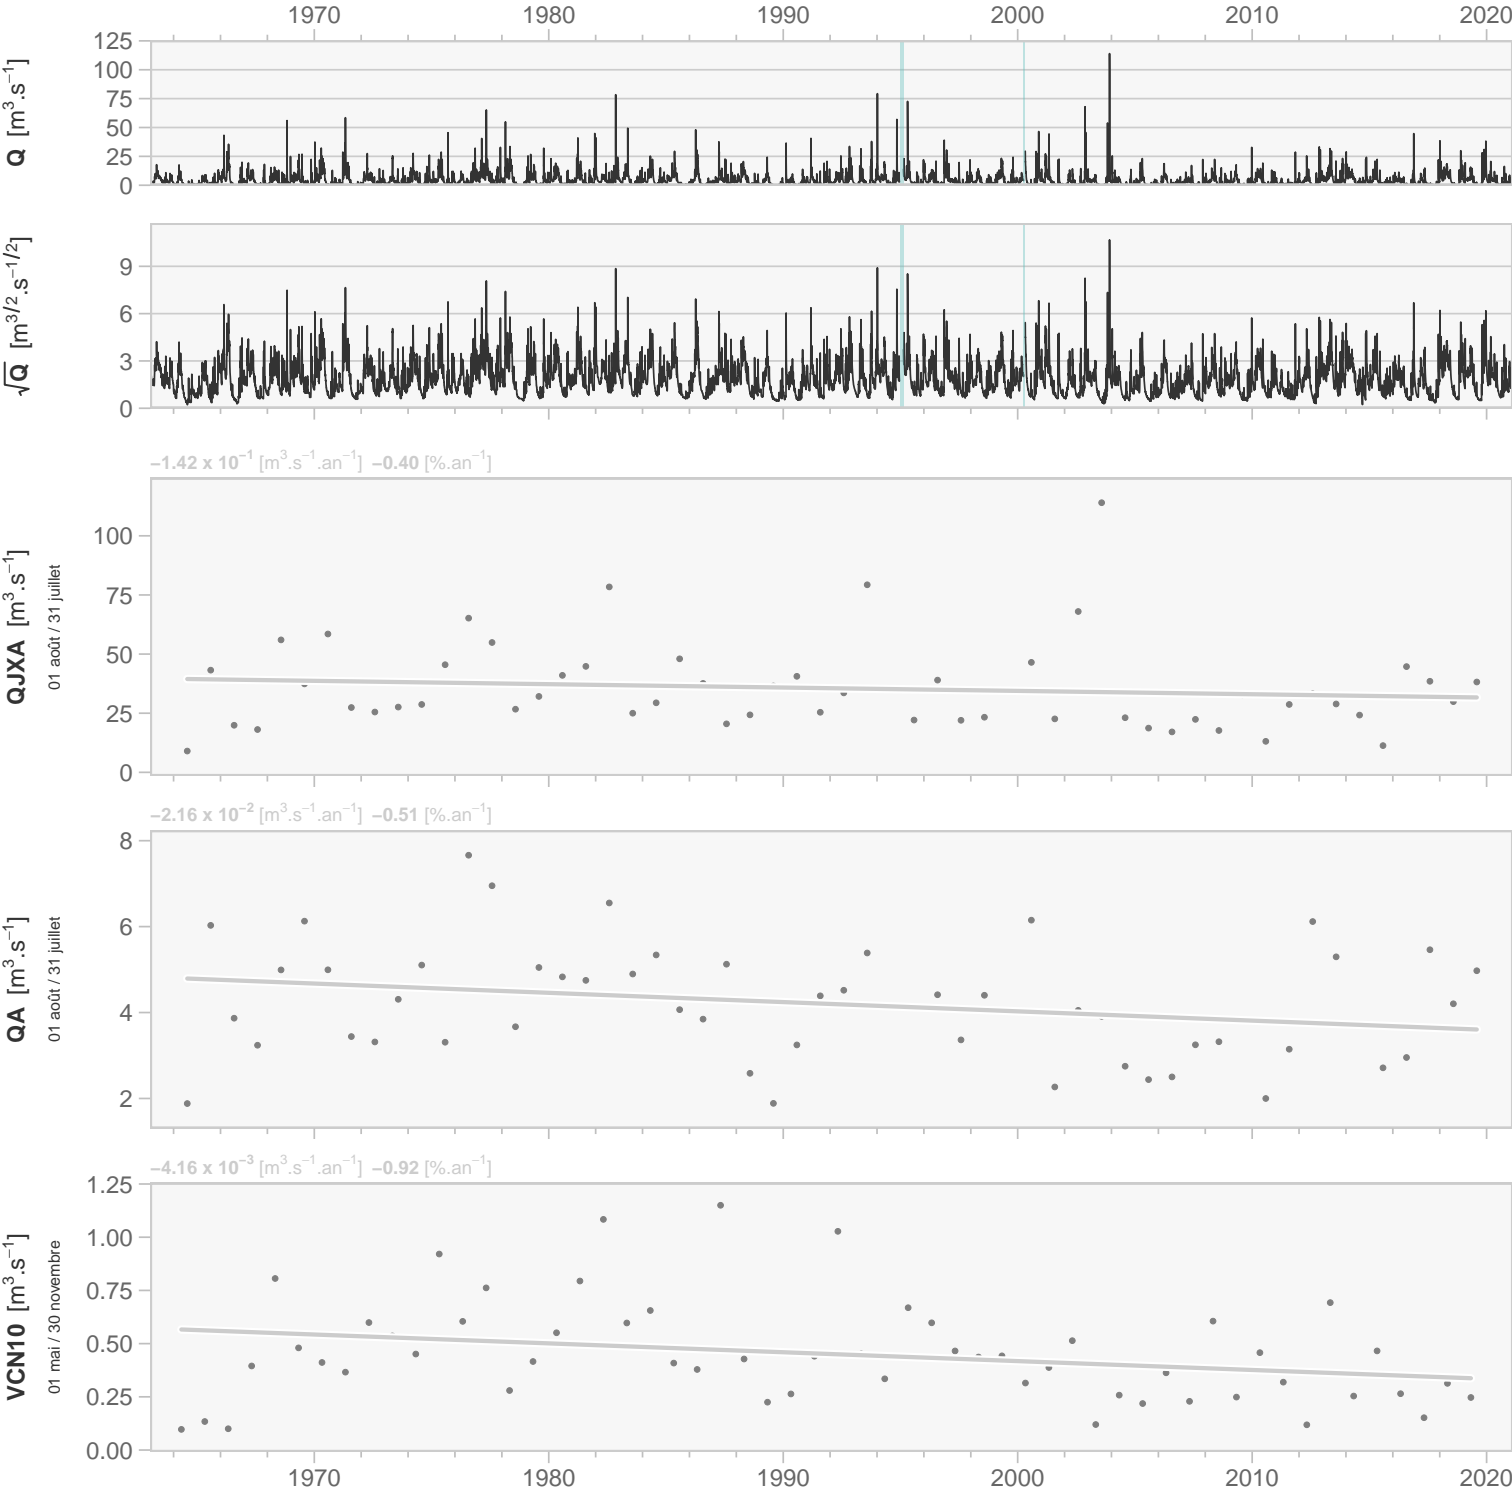 1970 1980 1990 2000 2010 2020
Q [m³.s⁻¹]
125
100
75
50
25
0
√Q [m^3/2.s^−1/2]
9
6
3
0
−1.42 x 10⁻¹ [m³.s⁻¹.an⁻¹] −0.40 [%.an⁻¹]
QJXA [m³.s⁻¹]
01 août / 31 juillet
100
75
50
25
0
−2.16 x 10⁻² [m³.s⁻¹.an⁻¹] −0.51 [%.an⁻¹]
QA [m³.s⁻¹]
01 août / 31 juillet
8
6
4
2
−4.16 x 10⁻³ [m³.s⁻¹.an⁻¹] −0.92 [%.an⁻¹]
VCN10 [m³.s⁻¹]
01 mai / 30 novembre
1.25
1.00
0.75
0.50
0.25
0.00
1970 1980 1990 2000 2010 2020